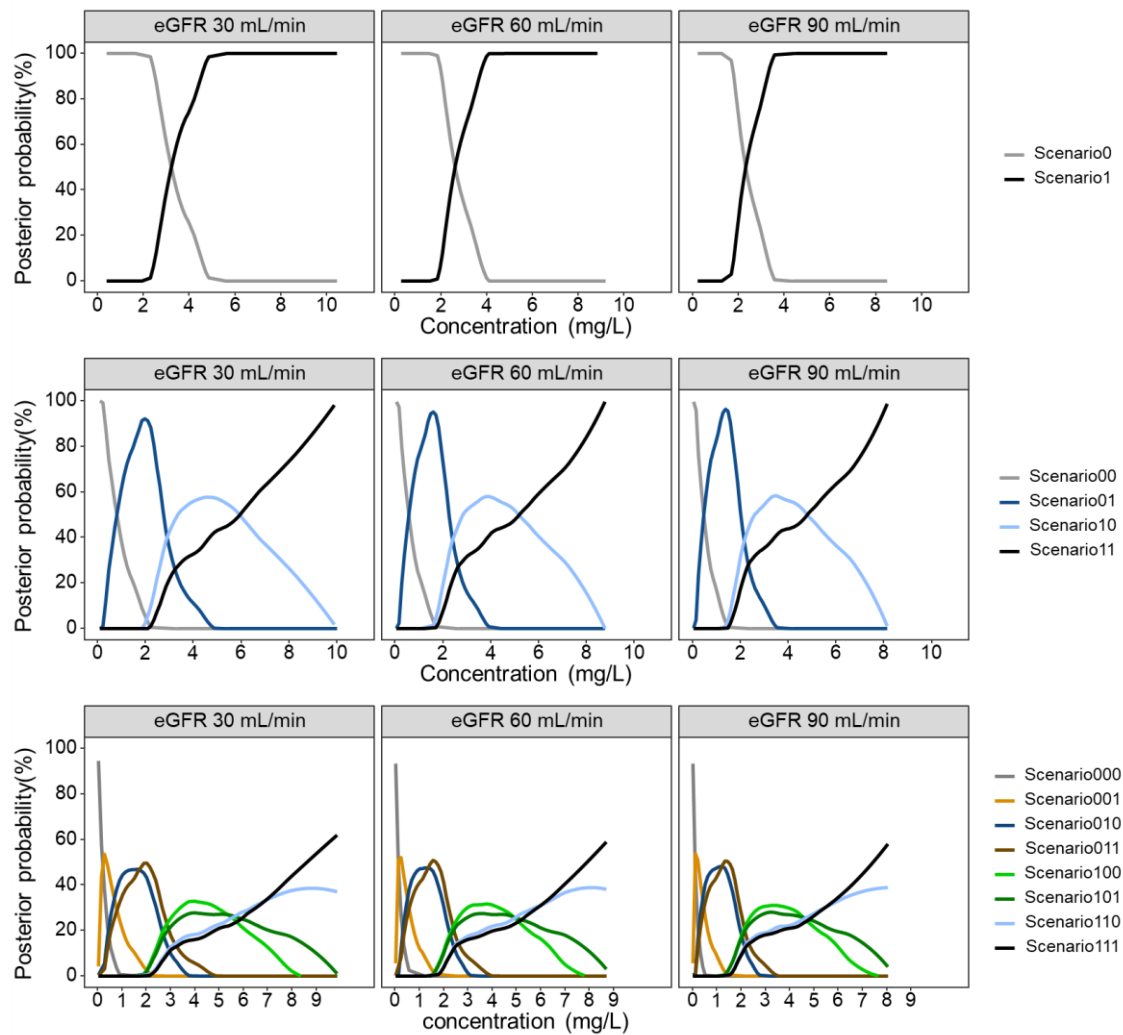 eGFR 30 mL/min eGFR 60 mL/min eGFR 90 mL/min
Posterior probability(%)
100
80
60
40
20
0
Scenario0
Scenario1
0 2 4 6 8 10 0 2 4 6 8 10 0 2 4 6 8 10
Concentration (mg/L)
eGFR 30 mL/min eGFR 60 mL/min eGFR 90 mL/min
Posterior probability(%)
100
80
60
40
20
0
Scenario00
Scenario01
Scenario10
Scenario11
0 2 4 6 8 10 0 2 4 6 8 10 0 2 4 6 8 10
Concentration (mg/L)
eGFR 30 mL/min eGFR 60 mL/min eGFR 90 mL/min
Posterior probability(%)
100
80
60
40
20
0
Scenario000
Scenario001
Scenario010
Scenario011
Scenario100
Scenario101
Scenario110
Scenario111
0 1 2 3 4 5 6 7 8 9 0 1 2 3 4 5 6 7 8 9 0 1 2 3 4 5 6 7 8 9
concentration (mg/L)